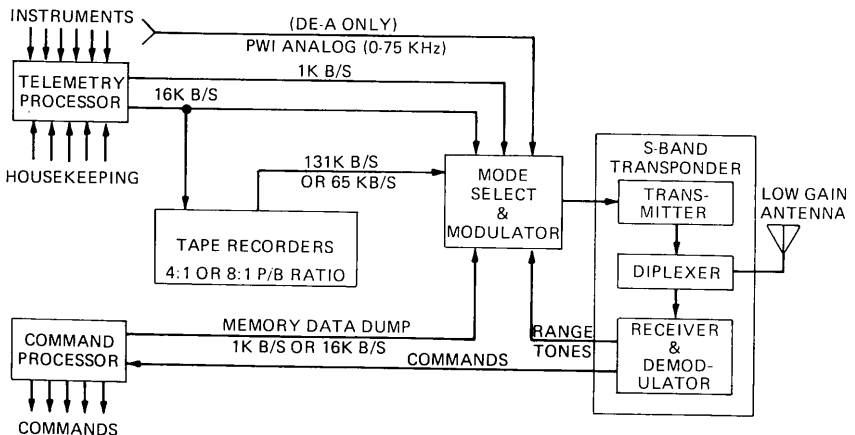 INSTRUMENTS
(DE-A ONLY)
PWI ANALOG (0-75 KHz)
TELEMETRY
PROCESSOR
1K B/S
16K B/S
HOUSEKEEPING
131K B/S
OR 65 KB/S
TAPE RECORDERS
4:1 OR 8:1 P/B RATIO
MODE
SELECT
&
MODULATOR
S-BAND
TRANSPONDER
TRANS-
MITTER
LOW GAIN
ANTENNA
DIPLEXER
RECEIVER
&
DEMOD-
ULATOR
RANGE
TONES
COMMAND
PROCESSOR
MEMORY DATA DUMP
1K B/S OR 16K B/S
COMMANDS
COMMANDS